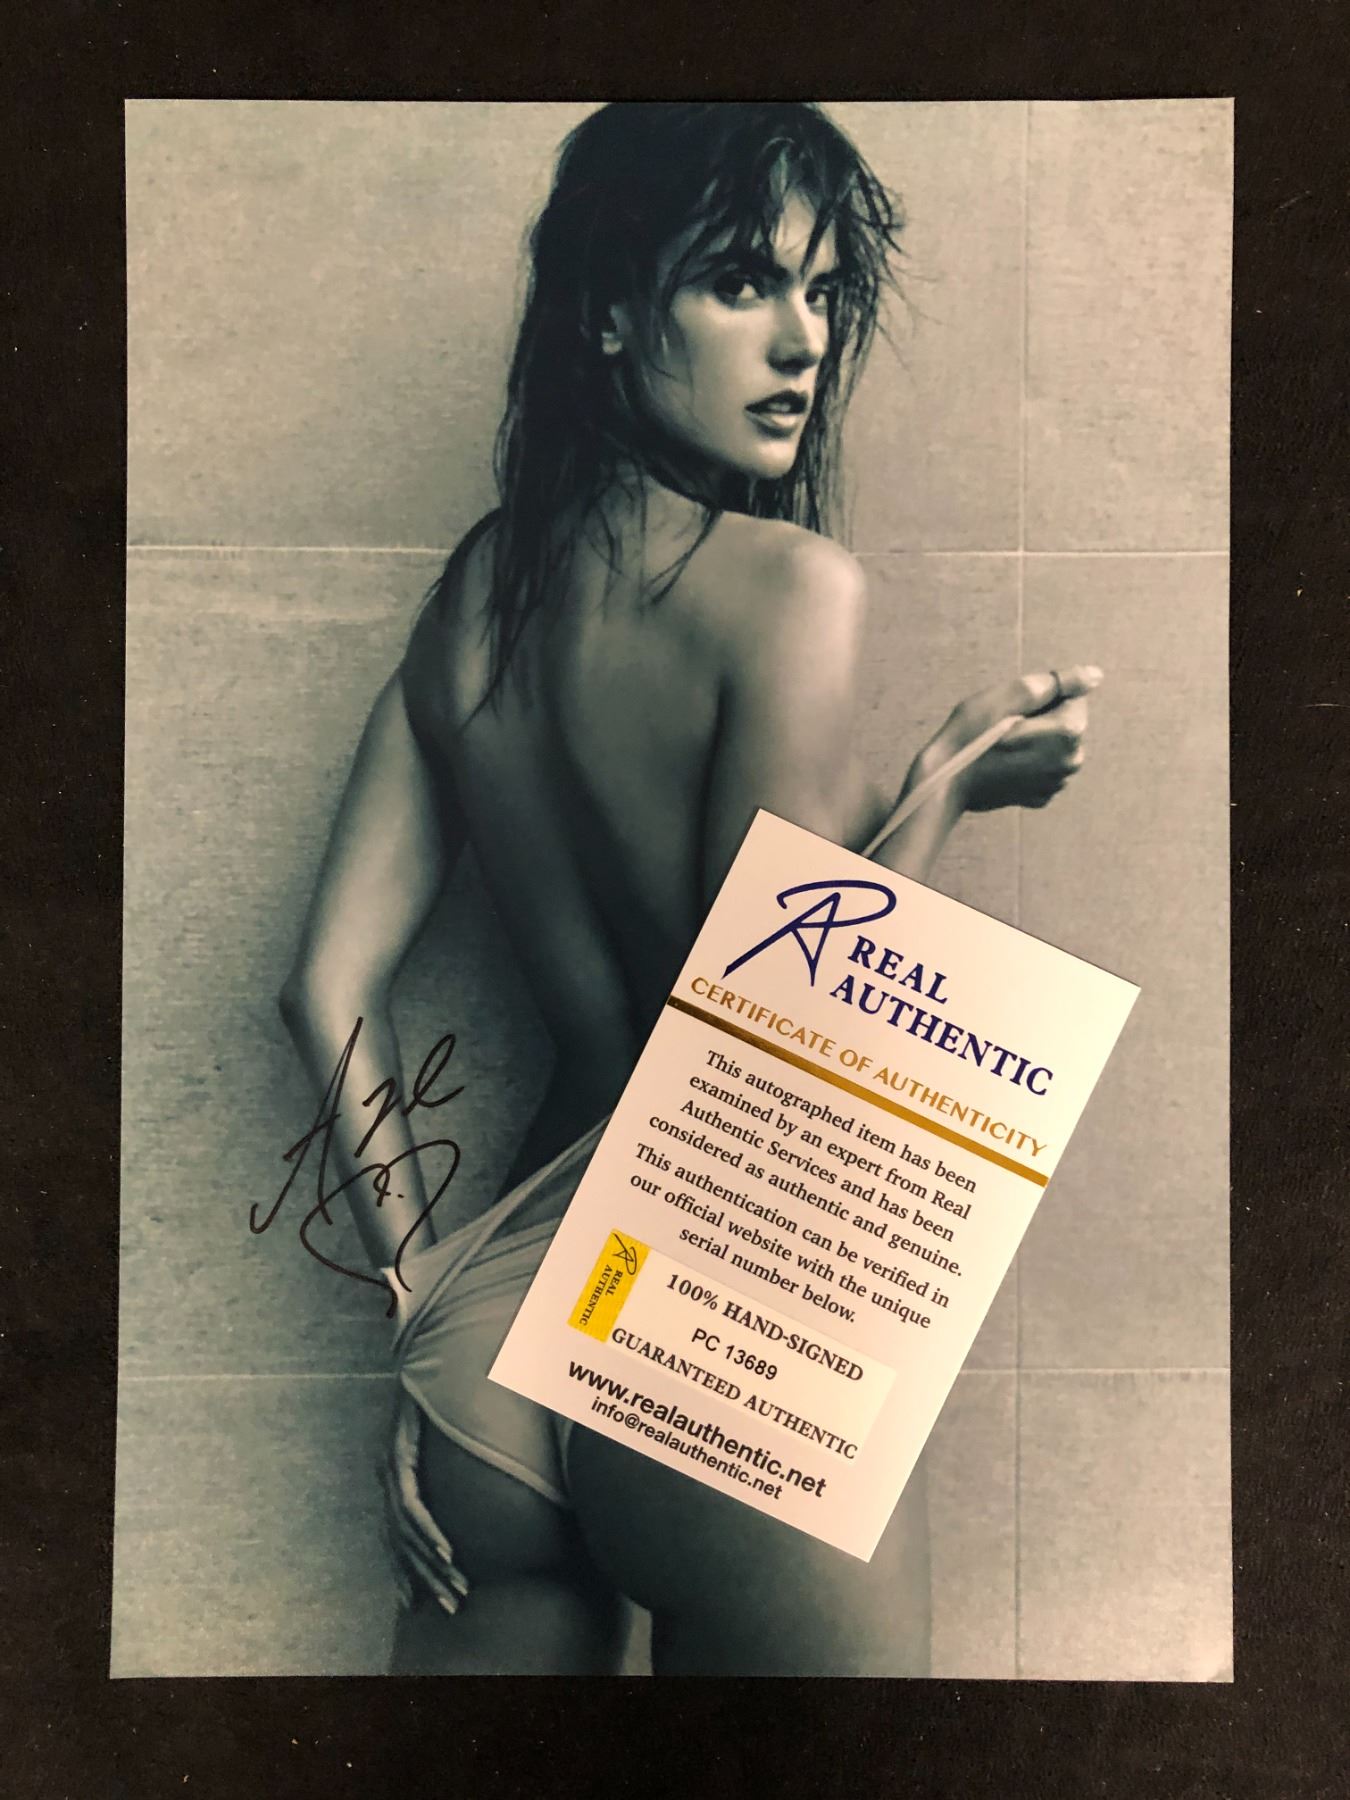 REAL
AUTHENTIC
CERTIFICATE OF AUTHENTICITY
This autographed item has been
examined by an expert from Real
Authentic Services and has been
considered as authentic and genuine.
This authentication can be verified in
our official website with the unique
serial number below.
REAL
AUTHENTIC
100% HAND-SIGNED
PC 13689
GUARANTEED AUTHENTIC
www.realauthentic.net
info@realauthentic.net